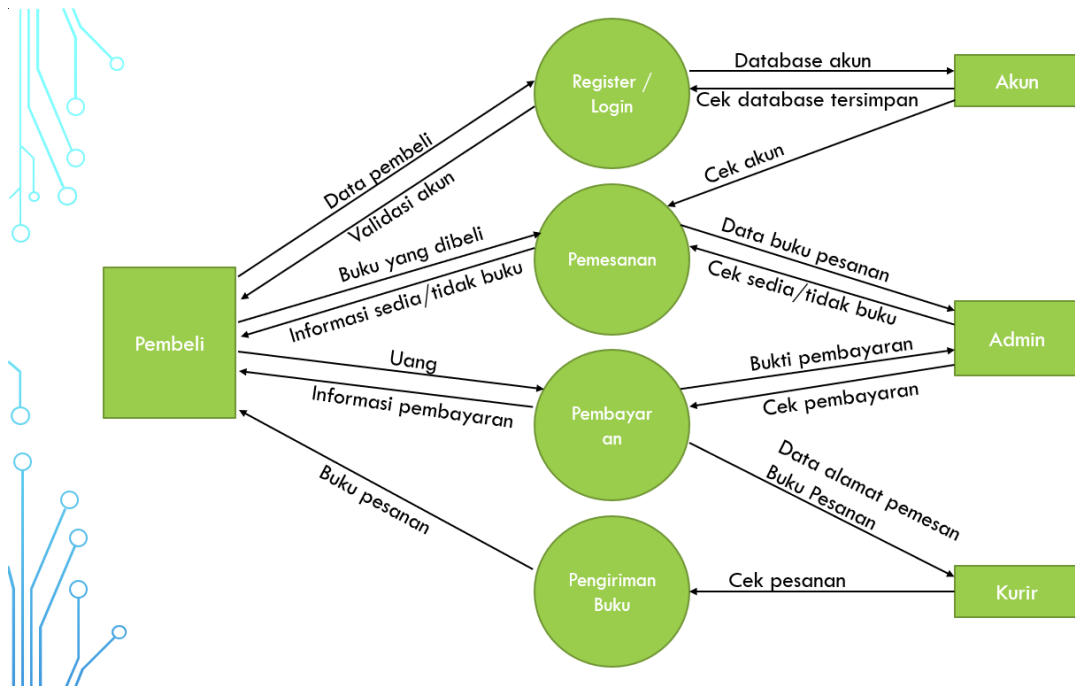 Register /
Login
Database akun
Cek database tersimpan
Akun
Data pembeli
Validasi akun
Cek akun
Buku yang dibeli
Informasi sedia/tidak buku
Pemesanan
Data buku pesanan
Cek sedia/tidak buku
Pembeli
Admin
Uang
Informasi pembayaran
Pembayar
an
Bukti pembayaran
Cek pembayaran
Buku pesanan
Data alamat pemesan
Buku Pesanan
Pengiriman
Buku
Cek pesanan
Kurir